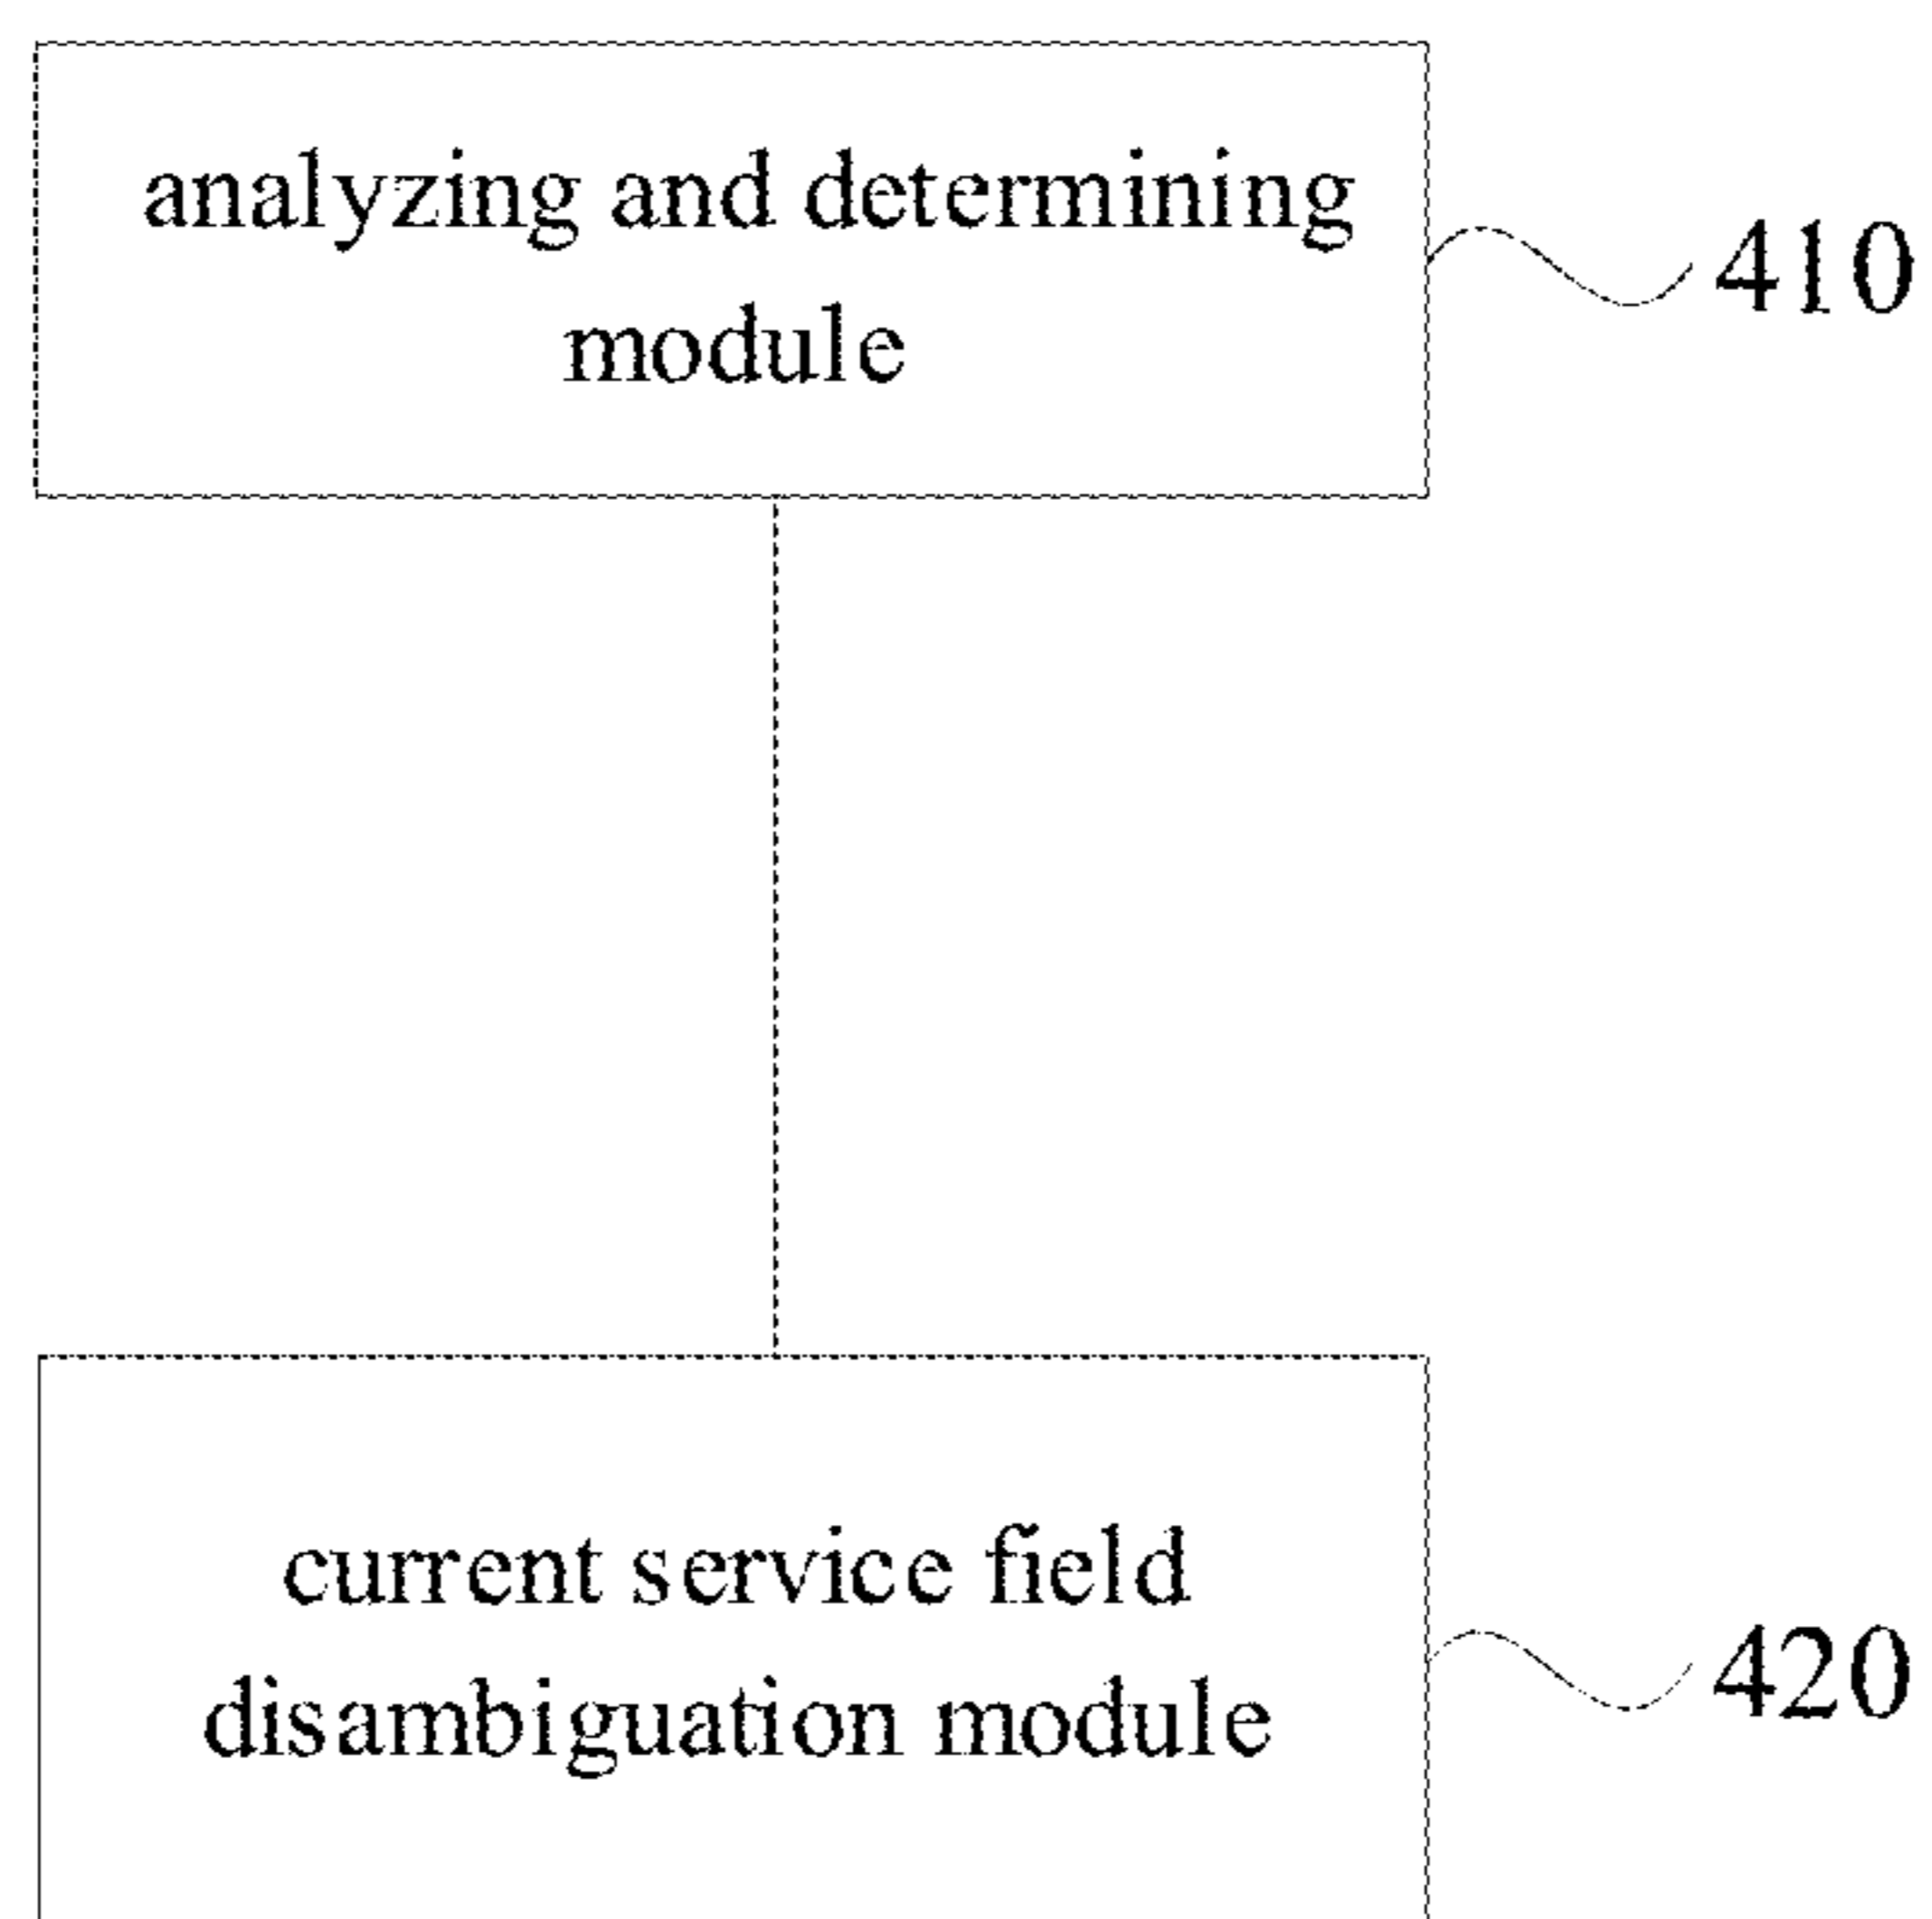 analyzing and determining
module
410
current service field
disambiguation module
420